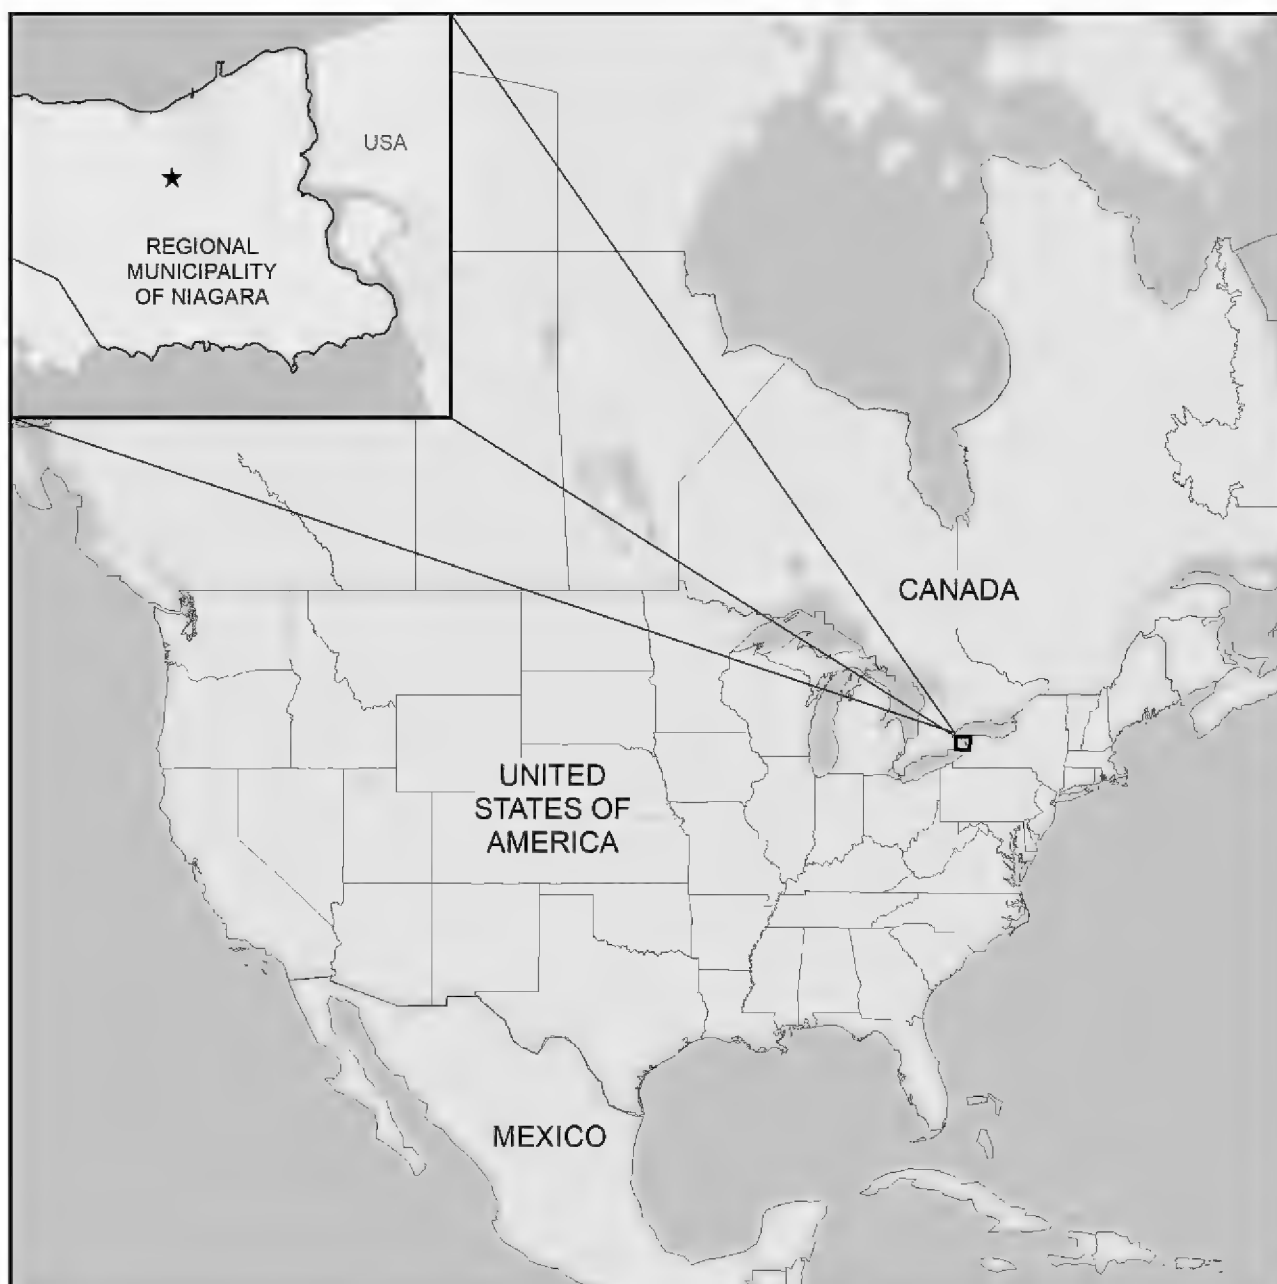 USA
REGIONAL
MUNICIPALITY
OF NIAGARA
CANADA
UNITED
STATES OF
AMERICA
MEXICO